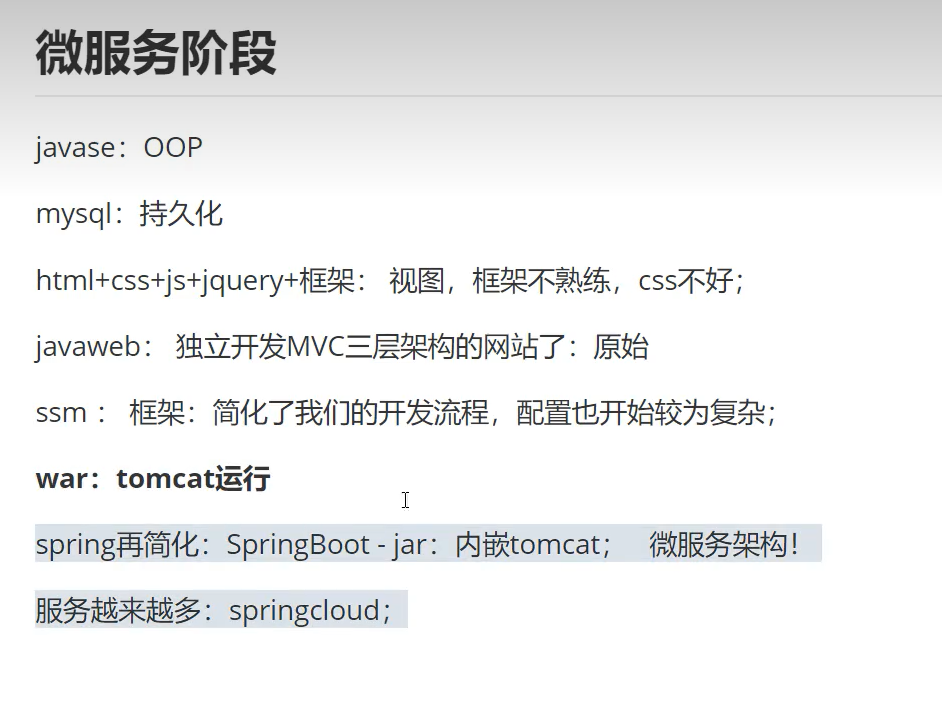 微服务阶段
javase：OOP
mysql：持久化
html+css+js+jquery+框架： 视图，框架不熟练，css不好；
javaweb： 独立开发MVC三层架构的网站了：原始
ssm ： 框架：简化了我们的开发流程，配置也开始较为复杂；
war：tomcat运行
spring再简化：SpringBoot - jar：内嵌tomcat； 微服务架构！
服务越来越多：springcloud；